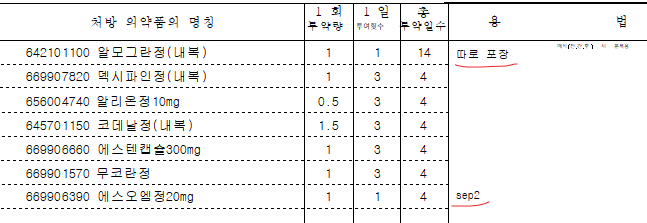 처방 의약품의 명칭 1 회 투약량 1 일 투여횟수 총 투약일수 용 법
642101100 알모그란정(내복) 1 1 14 따로 포장
669907820 덱시파인정(내복) 1 3 4
656004740 알리온정10mg 0.5 3 4
645701150 코데날정(내복) 1.5 3 4
669906660 에스텐캡슐300mg 1 3 4
669901570 무코란정 1 3 4
669906390 에스오엠정20mg 1 1 4 sep2